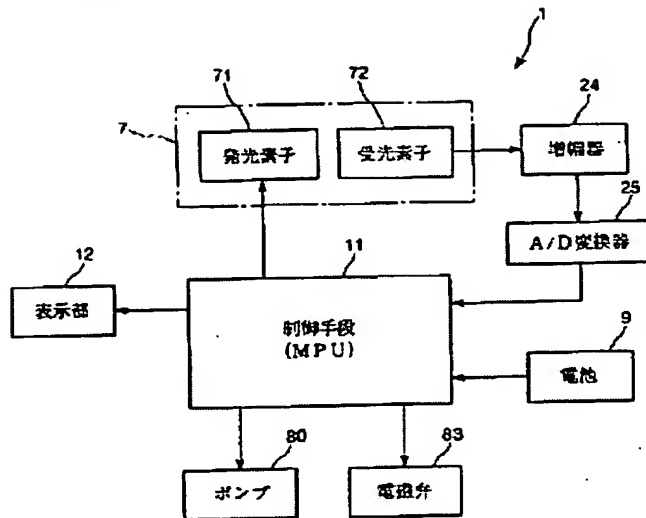 1
71
72
24
7
発光素子
受光素子
増幅器
25
A/D変換器
12
11
表示部
制御手段
(MPU)
9
電池
80
83
ポンプ
電磁弁